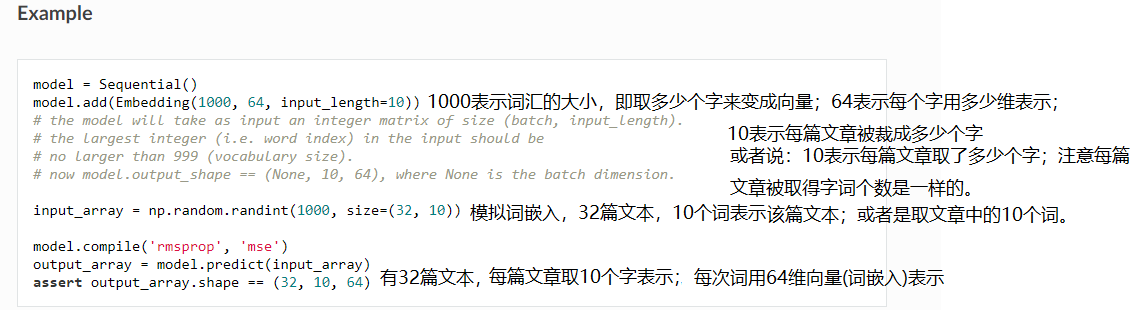 Example
model = Sequential()
model.add(Embedding(1000, 64, input_length=10)) 1000表示词汇的大小，即取多少个字来变成向量；64表示每个字用多少维表示；
# the model will take as input an integer matrix of size (batch, input_length).
# the largest integer (i.e. word index) in the input should be
10表示每篇文章被裁成多少个字
# no larger than 999 (vocabulary size).
或者说：10表示每篇文章取了多少个字；注意每篇
# now model.output_shape == (None, 10, 64), where None is the batch dimension.
文章被取得字词个数是一样的。
input_array = np.random.randint(1000, size=(32, 10)) 模拟词嵌入，32篇文本，10个词表示该篇文本；或者是取文章中的10个词。
model.compile('rmsprop', 'mse')
output_array = model.predict(input_array)
assert output_array.shape == (32, 10, 64) 有32篇文本，每篇文章取10个字表示；每次词用64维向量(词嵌入)表示